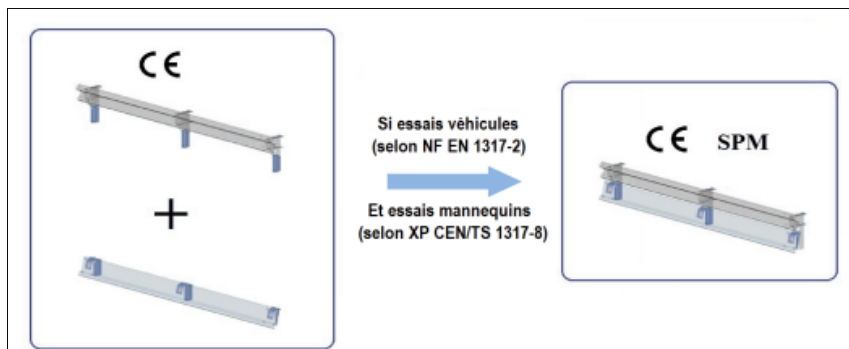 CE
+
Si essais véhicules
(selon NF EN 1317-2)
Et essais mannequins
(selon XP CEN/TS 1317-8)
CE SPM